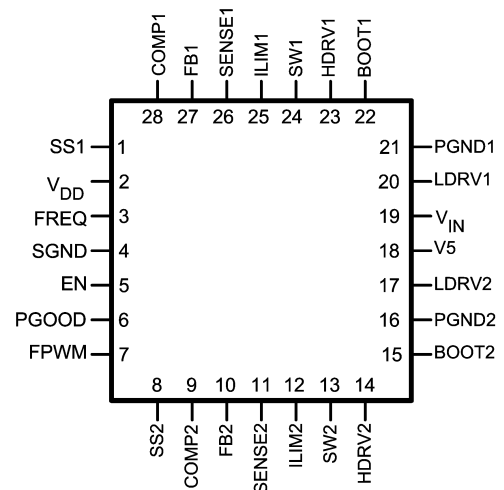 COMP1
FB1
SENSE1
ILIM1
SW1
HDRV1
BOOT1
28 27 26 25 24 23 22
SS1 1
VDD 2
FREQ 3
SGND 4
EN 5
PGOOD 6
FPWM 7
21 PGND1
20 LDRV1
19 VIN
18 V5
17 LDRV2
16 PGND2
15 BOOT2
8 9 10 11 12 13 14
SS2
COMP2
FB2
SENSE2
ILIM2
SW2
HDRV2